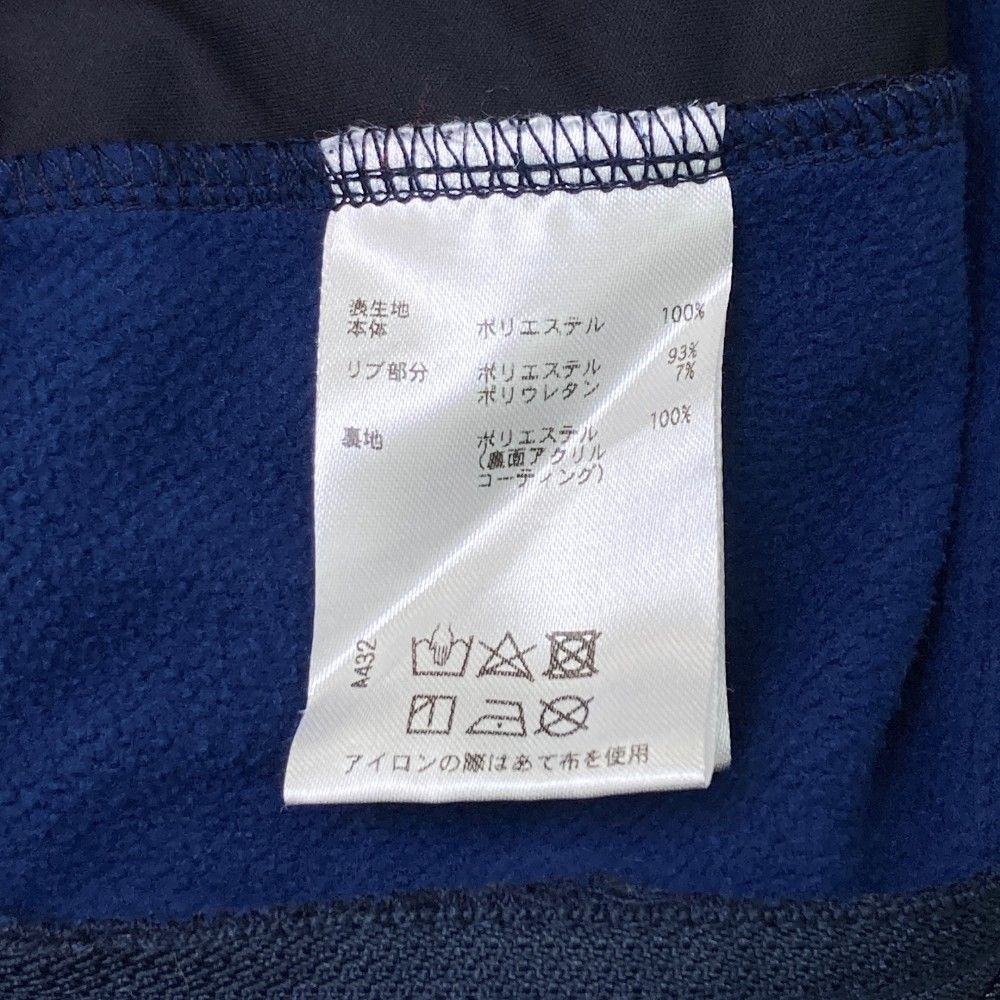 表生地
本体 ポリエステル 100%
リブ部分 ポリエステル 93%
ポリウレタン 7%
裏地 ポリエステル 100%
(裏面アクリル
コーティング)
A432
アイロンの際はあて布を使用